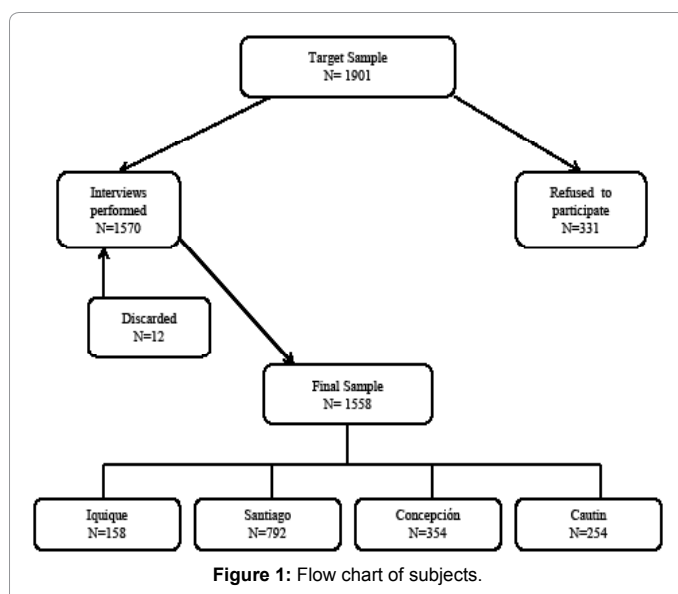 Target Sample
N= 1901
Interviews
performed
N=1570
Refused to
participate
N=331
Discarded
N=12
Final Sample
N= 1558
Iquique
N=158
Santiago
N=792
Concepción
N=354
Cautin
N=254
Figure 1: Flow chart of subjects.